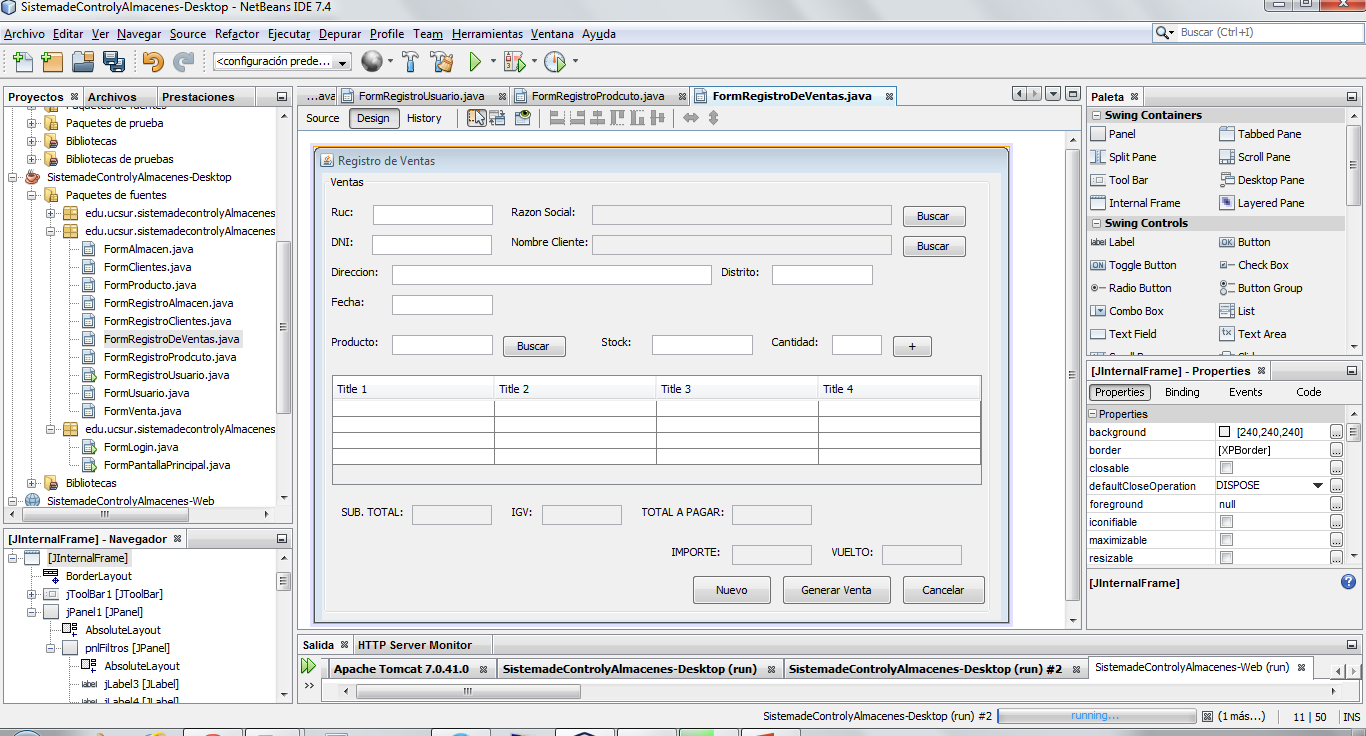 SistemadeControlyAlmacenes-Desktop - NetBeans IDE 7.4
Archivo Editar Ver Navegar Source Refactor Ejecutar Depurar Profile Team Herramientas Ventana Ayuda
Buscar (Ctrl+I)
<configuración prede...
Proyectos Archivos Prestaciones
Paquetes de fuentes
Paquetes de prueba
Bibliotecas
Bibliotecas de pruebas
SistemadeControlyAlmacenes-Desktop
Paquetes de fuentes
edu.ucsur.sistemadecontrolyAlmacenes
edu.ucsur.sistemadecontrolyAlmacenes
FormAlmacen.java
FormClientes.java
FormProducto.java
FormRegistroAlmacen.java
FormRegistroClientes.java
FormRegistroDeVentas.java
FormRegistroProdcuto.java
FormRegistroUsuario.java
FormUsuario.java
FormVenta.java
edu.ucsur.sistemadecontrolyAlmacenes
FormLogin.java
FormPantallaPrincipal.java
Bibliotecas
SistemadeControlyAlmacenes-Web
[JInternalFrame] - Navegador
[JInternalFrame]
BorderLayout
jToolBar1 [JToolBar]
jPanel1 [JPanel]
AbsoluteLayout
pnlFiltros [JPanel]
AbsoluteLayout
label jLabel3 [JLabel]
label jLabel4 [JLabel]
...ava FormRegistroUsuario.java FormRegistroProdcuto.java FormRegistroDeVentas.java
Source Design History
Registro de Ventas
Ventas
Ruc: Razon Social: Buscar
DNI: Nombre Cliente: Buscar
Direccion: Distrito:
Fecha:
Producto: Buscar Stock: Cantidad: +
Title 1 Title 2 Title 3 Title 4
SUB. TOTAL: IGV: TOTAL A PAGAR:
IMPORTE: VUELTO:
Nuevo Generar Venta Cancelar
Paleta
Swing Containers
Panel Tabbed Pane
Split Pane Scroll Pane
Tool Bar Desktop Pane
Internal Frame Layered Pane
Swing Controls
label Label OK Button
ON Toggle Button Check Box
Radio Button Button Group
Combo Box List
Text Field Text Area
[JInternalFrame] - Properties
Properties Binding Events Code
Properties
background [240,240,240] ...
border [XPBorder] ...
closable ...
defaultCloseOperation DISPOSE ...
foreground null ...
iconifiable ...
maximizable ...
resizable ...
[JInternalFrame]
Salida HTTP Server Monitor
Apache Tomcat 7.0.41.0 SistemadeControlyAlmacenes-Desktop (run) SistemadeControlyAlmacenes-Desktop (run) #2 SistemadeControlyAlmacenes-Web (run)
SistemadeControlyAlmacenes-Desktop (run) #2 running... (1 más...) 11 | 50 INS